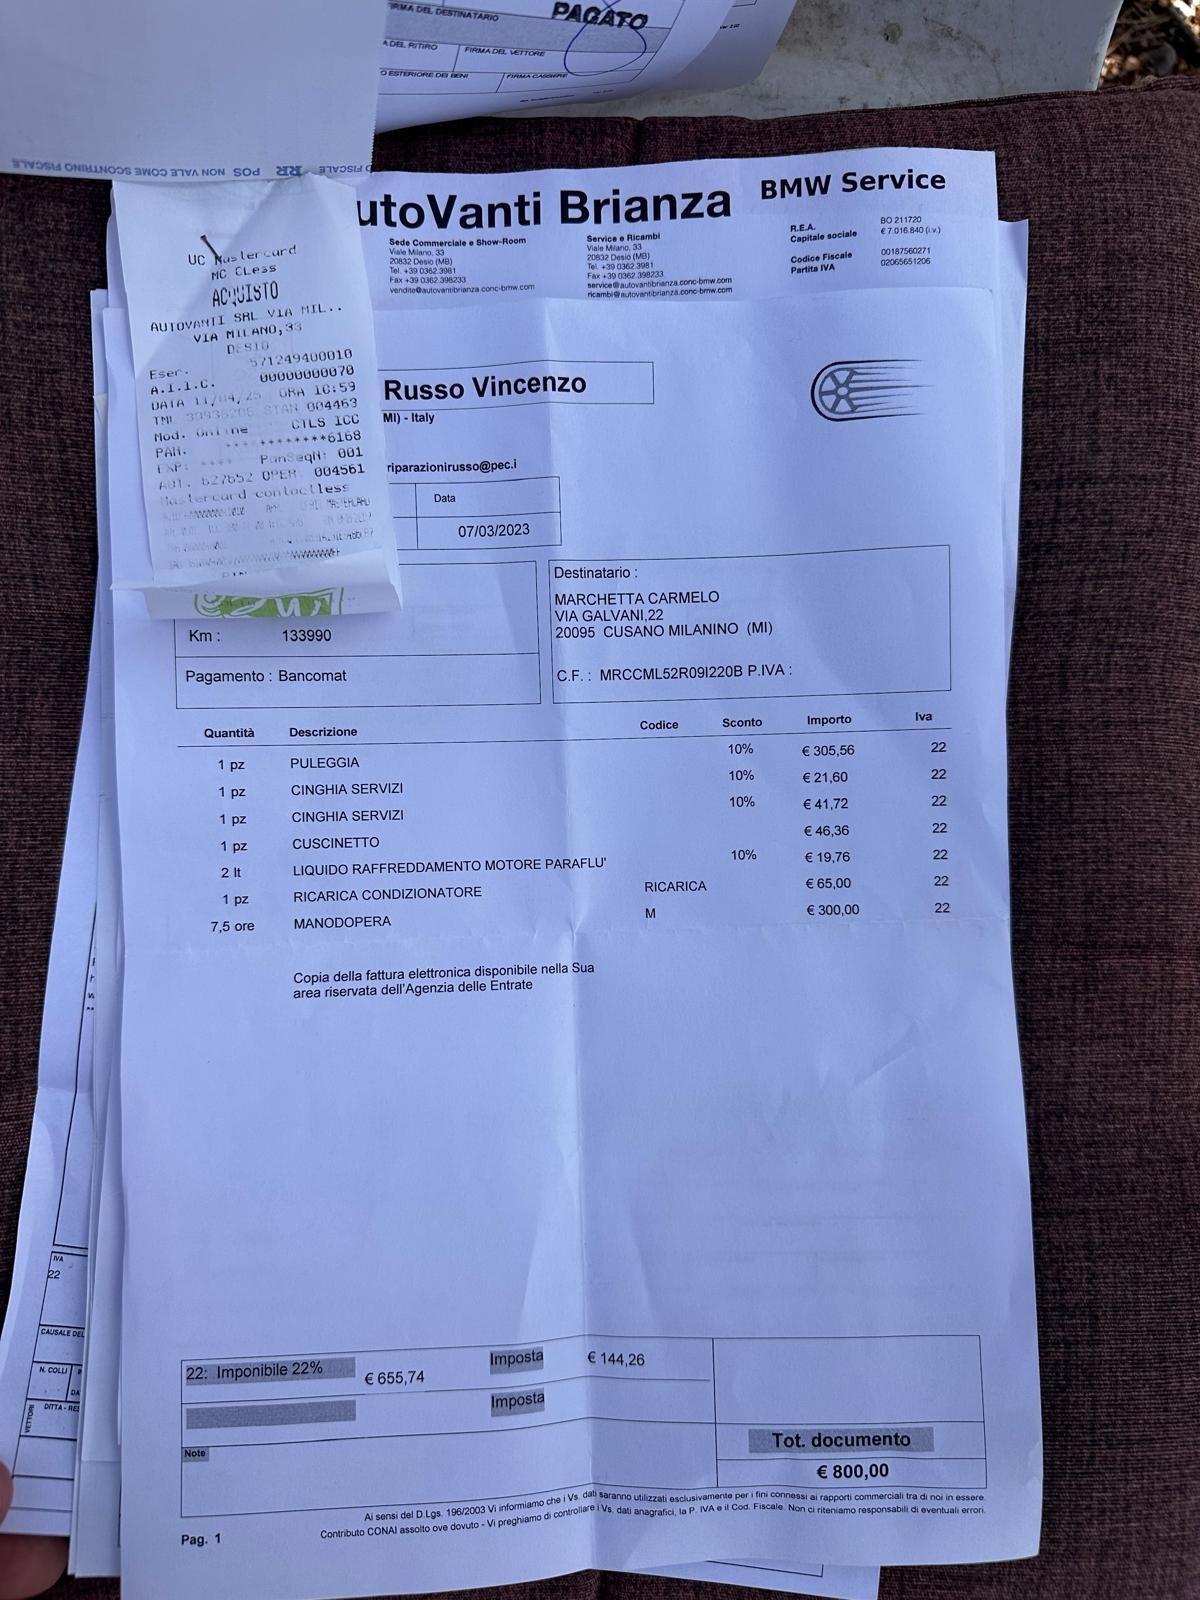 FIRMA DEL DESTINATARIO
PAGATO
FIRMA DEL VETTORE
FIRMA CASSIERE
POS NON VALE COME SCONTRINO FISCALE
utoVanti Brianza
BMW Service
Sede Commerciale e Show-Room
Viale Milano, 33
20832 Desio (MB)
Tel. +39 0362.3981
Fax +39 0362.398233
vendite@autovantibrianza.conc-bmw.com
Service e Ricambi
Viale Milano, 33
20832 Desio (MB)
Tel. +39 0362.3981
Fax +39 0362.398233
service@autovantibrianza.conc-bmw.com
ricambi@autovantibrianza.conc-bmw.com
R.E.A. BO 211720
Capitale sociale € 7.016.840 (i.v.)
Codice Fiscale 00187560271
Partita IVA 02065651206
UC Mastercard
MC CLess
ACQUISTO
AUTOVANTI SRL VIA MIL..
VIA MILANO,33
DESIO
Eser. 571249400010
A.I.I.C. 00000000070
DATA 11/04/25 ORA 10:59
STAN 004463
Mod. Online CTLS ICC
PAN. ************6168
EXP: **** PanSeqN: 001
AUT. 627652 OPER. 004561
Mastercard contactless
Russo Vincenzo
MI) - Italy
riparazionirusso@pec.i
Data
07/03/2023
Km : 133990
Pagamento : Bancomat
Destinatario :
MARCHETTA CARMELO
VIA GALVANI,22
20095 CUSANO MILANINO (MI)
C.F. : MRCCML52R09I220B P.IVA :
Quantità Descrizione Codice Sconto Importo Iva
1 pz PULEGGIA 10% € 305,56 22
1 pz CINGHIA SERVIZI 10% € 21,60 22
1 pz CINGHIA SERVIZI 10% € 41,72 22
1 pz CUSCINETTO € 46,36 22
2 lt LIQUIDO RAFFREDDAMENTO MOTORE PARAFLU' 10% € 19,76 22
1 pz RICARICA CONDIZIONATORE RICARICA € 65,00 22
7,5 ore MANODOPERA M € 300,00 22
Copia della fattura elettronica disponibile nella Sua
area riservata dell'Agenzia delle Entrate
IVA
22
CAUSALE DEL
N. COLLI
VETTORI
22: Imponibile 22% € 655,74 Imposta € 144,26
Imposta
Note
Tot. documento
€ 800,00
Ai sensi del D.Lgs. 196/2003 Vi informiamo che i Vs. dati saranno utilizzati esclusivamente per i fini connessi ai rapporti commerciali tra di noi in essere.
Contributo CONAI assolto ove dovuto - Vi preghiamo di controllare i Vs. dati anagrafici, la P. IVA e il Cod. Fiscale. Non ci riteniamo responsabili di eventuali errori.
Pag. 1